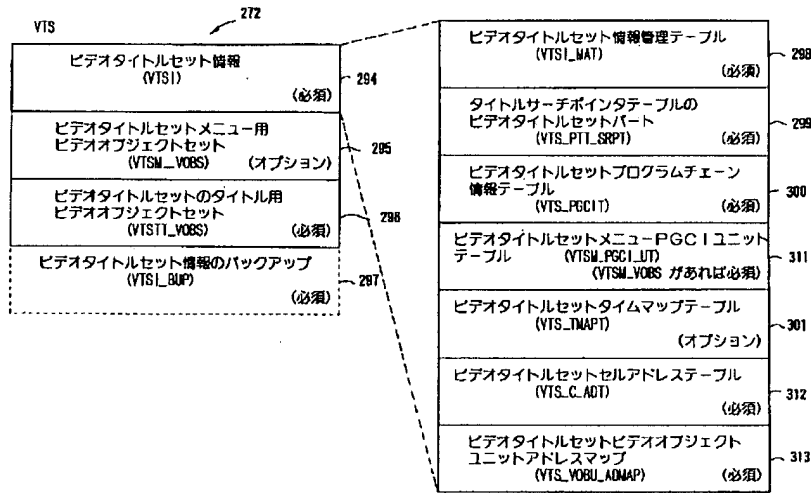 VTS
272
ビデオタイトルセット情報
(VTSI)
(必須)
294
ビデオタイトルセットメニュー用
ビデオオブジェクトセット
(VTSM_VOBS) (オプション)
295
ビデオタイトルセットのタイトル用
ビデオオブジェクトセット
(VTSTT_VOBS) (必須)
296
ビデオタイトルセット情報のバックアップ
(VTSI_BUP)
(必須)
297
ビデオタイトルセット情報管理テーブル
(VTSI_MAT)
(必須)
298
タイトルサーチポインタテーブルの
ビデオタイトルセットパート
(VTS_PTT_SRPT) (必須)
299
ビデオタイトルセットプログラムチェーン
情報テーブル
(VTS_PGCIT) (必須)
300
ビデオタイトルセットメニューPGCIユニット
テーブル (VTSM_PGCI_UT)
(VTSM_VOBS があれば必須)
311
ビデオタイトルセットタイムマップテーブル
(VTS_TMAPT)
(オプション)
301
ビデオタイトルセットセルアドレステーブル
(VTS_C_ADT)
(必須)
312
ビデオタイトルセットビデオオブジェクト
ユニットアドレスマップ
(VTS_VOBU_ADMAP) (必須)
313